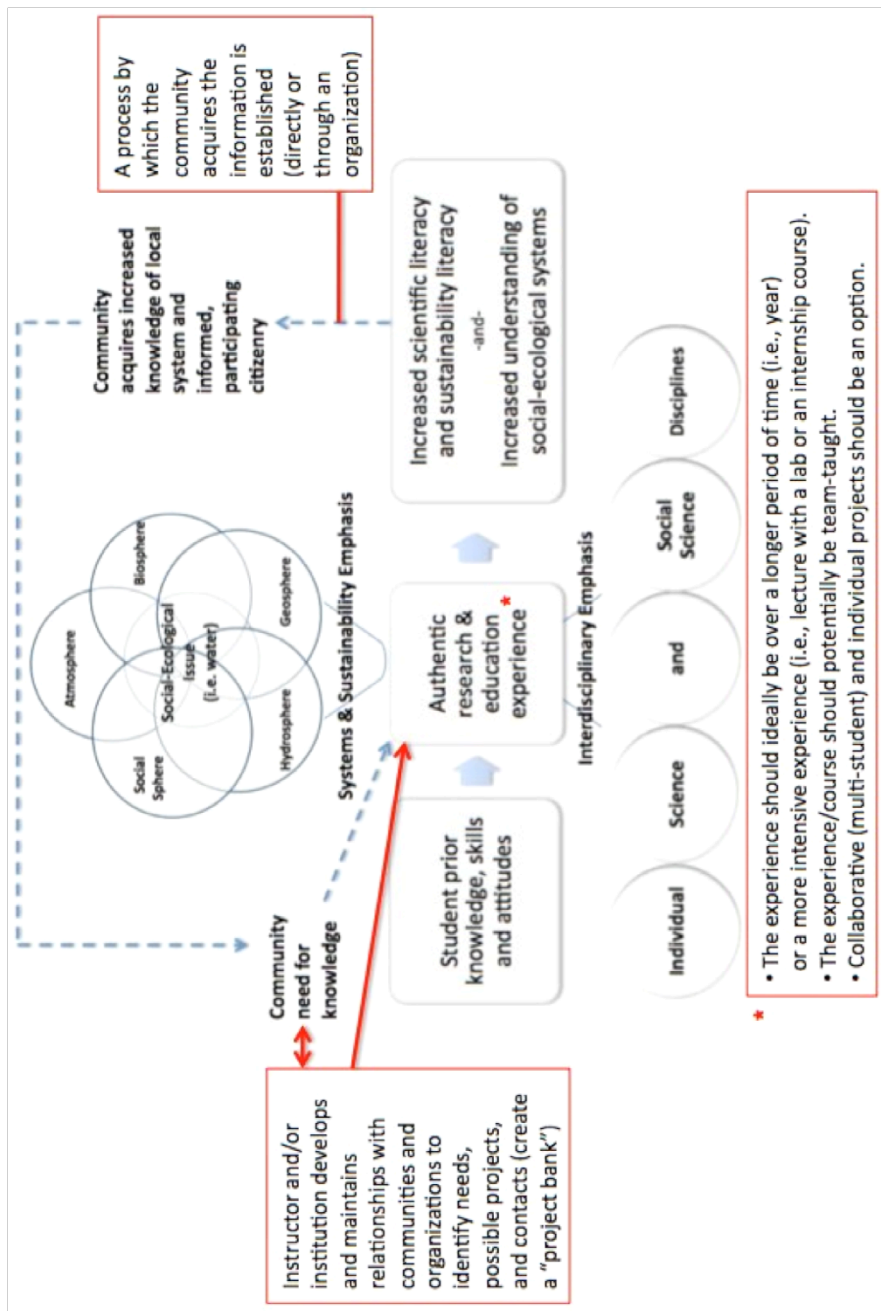 Instructor and/or
institution develops
and maintains
relationships with
communities and
organizations to
identify needs,
possible projects,
and contacts (create
a “project bank”)
Community
need for
knowledge
Atmosphere
Social
Sphere
Biosphere
Social-Ecological
Issue
(i.e. water)
Hydrosphere
Geosphere
Systems & Sustainability Emphasis
Community
acquires increased
knowledge of local
system and
informed,
participating
citizenry
A process by
which the
community
acquires the
information is
established
(directly or
through an
organization)
Student prior
knowledge, skills
and attitudes
Authentic
research &
education
experience *
Increased scientific literacy
and sustainability literacy
-and-
Increased understanding of
social-ecological systems
Interdisciplinary Emphasis
Individual
Science
and
Social
Science
Disciplines
* • The experience should ideally be over a longer period of time (i.e., year)
or a more intensive experience (i.e., lecture with a lab or an internship course).
• The experience/course should potentially be team-taught.
• Collaborative (multi-student) and individual projects should be an option.